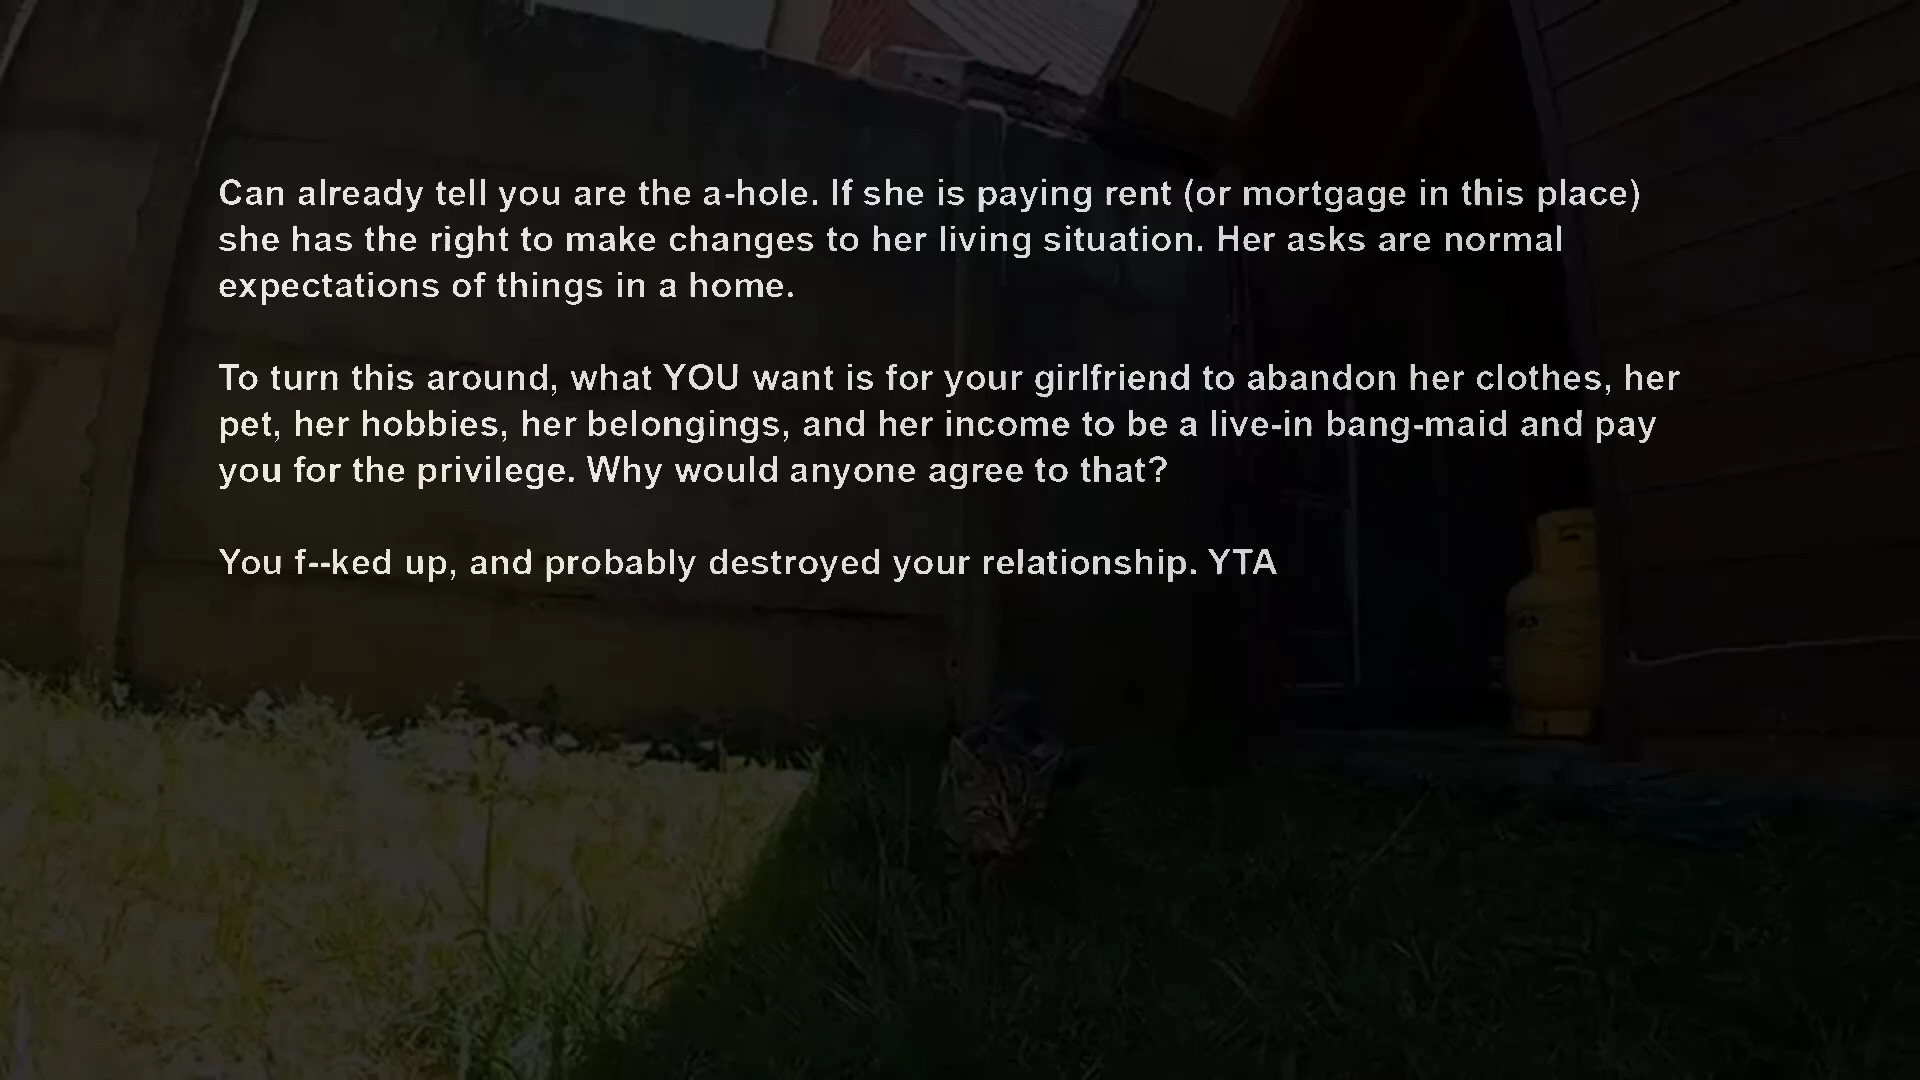 Can already tell you are the a-hole. If she is paying rent (or mortgage in this place)
she has the right to make changes to her living situation. Her asks are normal
expectations of things in a home.
To turn this around, what YOU want is for your girlfriend to abandon her clothes, her
pet, her hobbies, her belongings, and her income to be a live-in bang-maid and pay
you for the privilege. Why would anyone agree to that?
You f--ked up, and probably destroyed your relationship. YTA